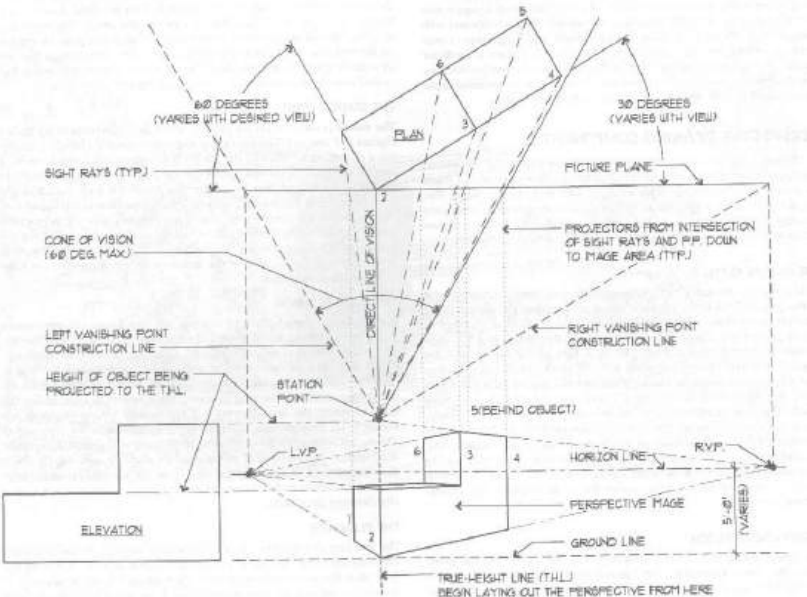 5
6
4
60 DEGREES
(VARIES WITH DESIRED VIEW)
30 DEGREES
(VARIES WITH VIEW)
PLAN
3
SIGHT RAYS (TYP.)
PICTURE PLANE
2
DIRECT LINE OF VISION
PROJECTORS FROM INTERSECTION
OF SIGHT RAYS AND P.P. DOWN
TO IMAGE AREA (TYP.)
CONE OF VISION
(60 DEG. MAX.)
LEFT VANISHING POINT
CONSTRUCTION LINE
RIGHT VANISHING POINT
CONSTRUCTION LINE
HEIGHT OF OBJECT BEING
PROJECTED TO THE T.H.L.
STATION
POINT
5 (BEHIND OBJECT)
L.V.P.
6
3
4
HORIZON LINE
R.V.P.
PERSPECTIVE IMAGE
5'-0"
(VARIES)
ELEVATION
1
2
GROUND LINE
TRUE-HEIGHT LINE (T.H.L.)
BEGIN LAYING OUT THE PERSPECTIVE FROM HERE